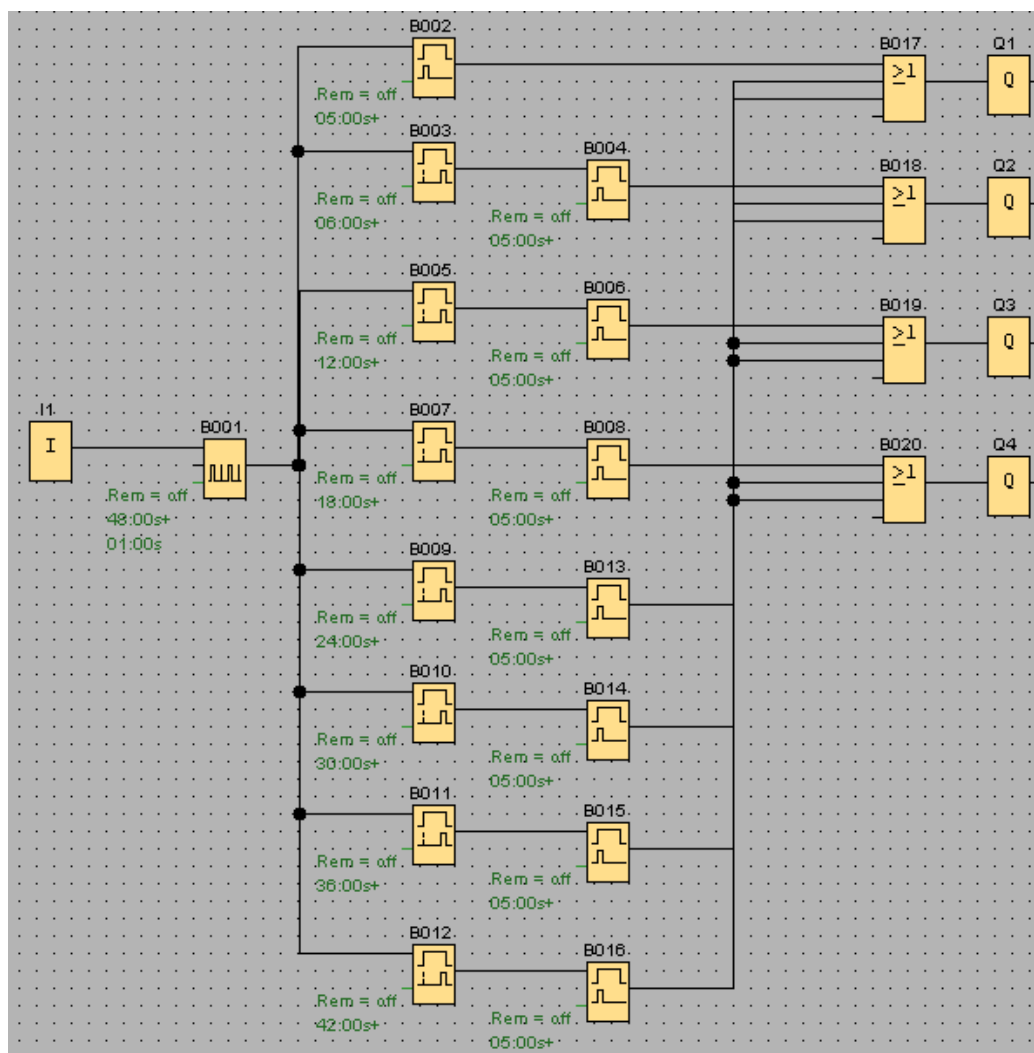 B002
B017
Q1
≥1
Q
Rem = off
05:00s+
B003
B004
B018
Q2
≥1
Q
Rem = off
06:00s+
Rem = off
05:00s+
B005
B006
B019
Q3
≥1
Q
Rem = off
12:00s+
Rem = off
05:00s+
I1
B001
B007
B008
B020
Q4
I
≥1
Q
Rem = off
48:00s+
01:00s
Rem = off
18:00s+
Rem = off
05:00s+
B009
B013
Rem = off
24:00s+
Rem = off
05:00s+
B010
B014
Rem = off
30:00s+
Rem = off
05:00s+
B011
B015
Rem = off
36:00s+
Rem = off
05:00s+
B012
B016
Rem = off
42:00s+
Rem = off
05:00s+